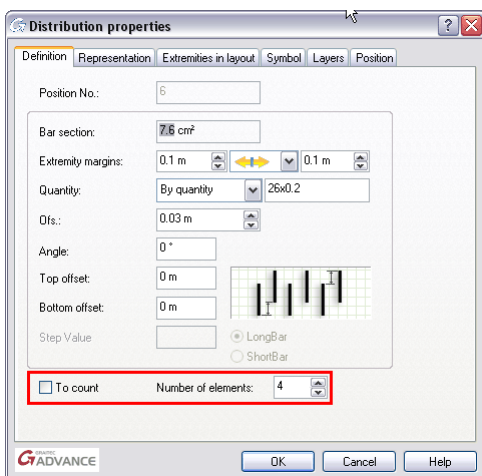 Distribution properties
Definition Representation Extremities in layout Symbol Layers Position
Position No.: 6
Bar section: 7.6 cm²
Extremity margins: 0.1 m 0.1 m
Quantity: By quantity 26x0.2
Ofs.: 0.03 m
Angle: 0 °
Top offset: 0 m
Bottom offset: 0 m
Step Value LongBar
ShortBar
To count Number of elements: 4
GRAITEC
ADVANCE OK Cancel Help